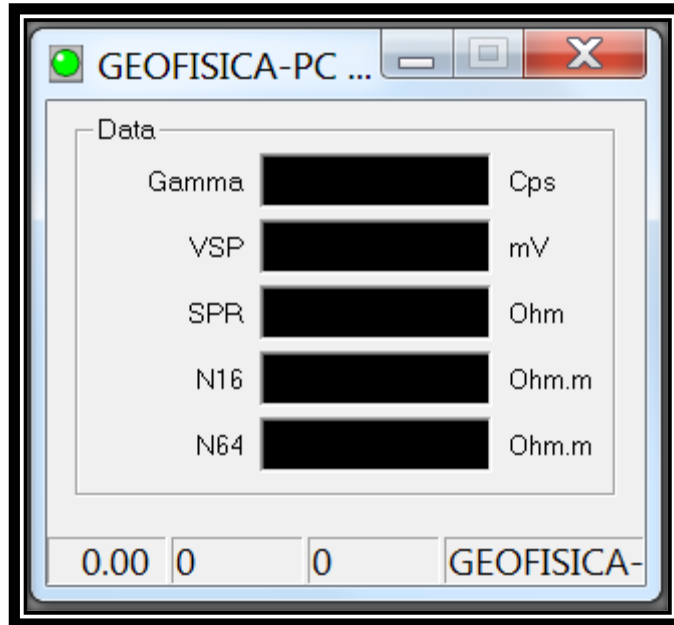 GEOFISICA-PC ...
Data
Gamma Cps
VSP mV
SPR Ohm
N16 Ohm.m
N64 Ohm.m
0.00 0 0 GEOFISICA-